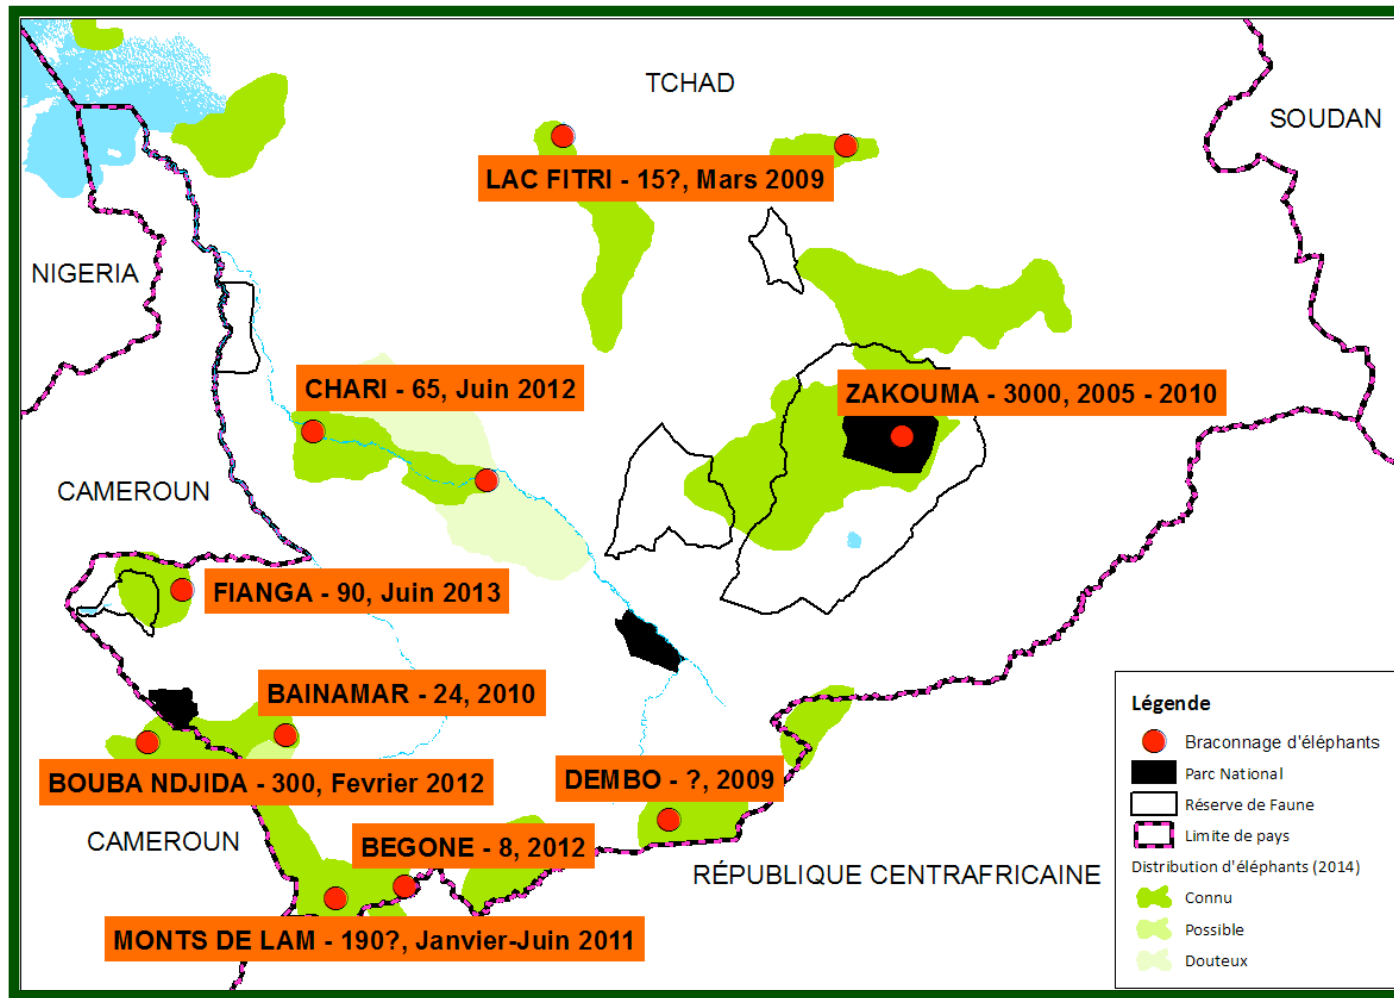 TCHAD
SOUDAN
LAC FITRI - 15?, Mars 2009
NIGERIA
CHARI - 65, Juin 2012
ZAKOUMA - 3000, 2005 - 2010
CAMEROUN
FIANGA - 90, Juin 2013
BAINAMAR - 24, 2010
BOUBA NDJIDA - 300, Fevrier 2012
DEMBO - ?, 2009
CAMEROUN
BEGONE - 8, 2012
RÉPUBLIQUE CENTRAFRICAINE
MONTS DE LAM - 190?, Janvier-Juin 2011
Légende
Braconnage d'éléphants
Parc National
Réserve de Faune
Limite de pays
Distribution d'éléphants (2014)
Connu
Possible
Douteux